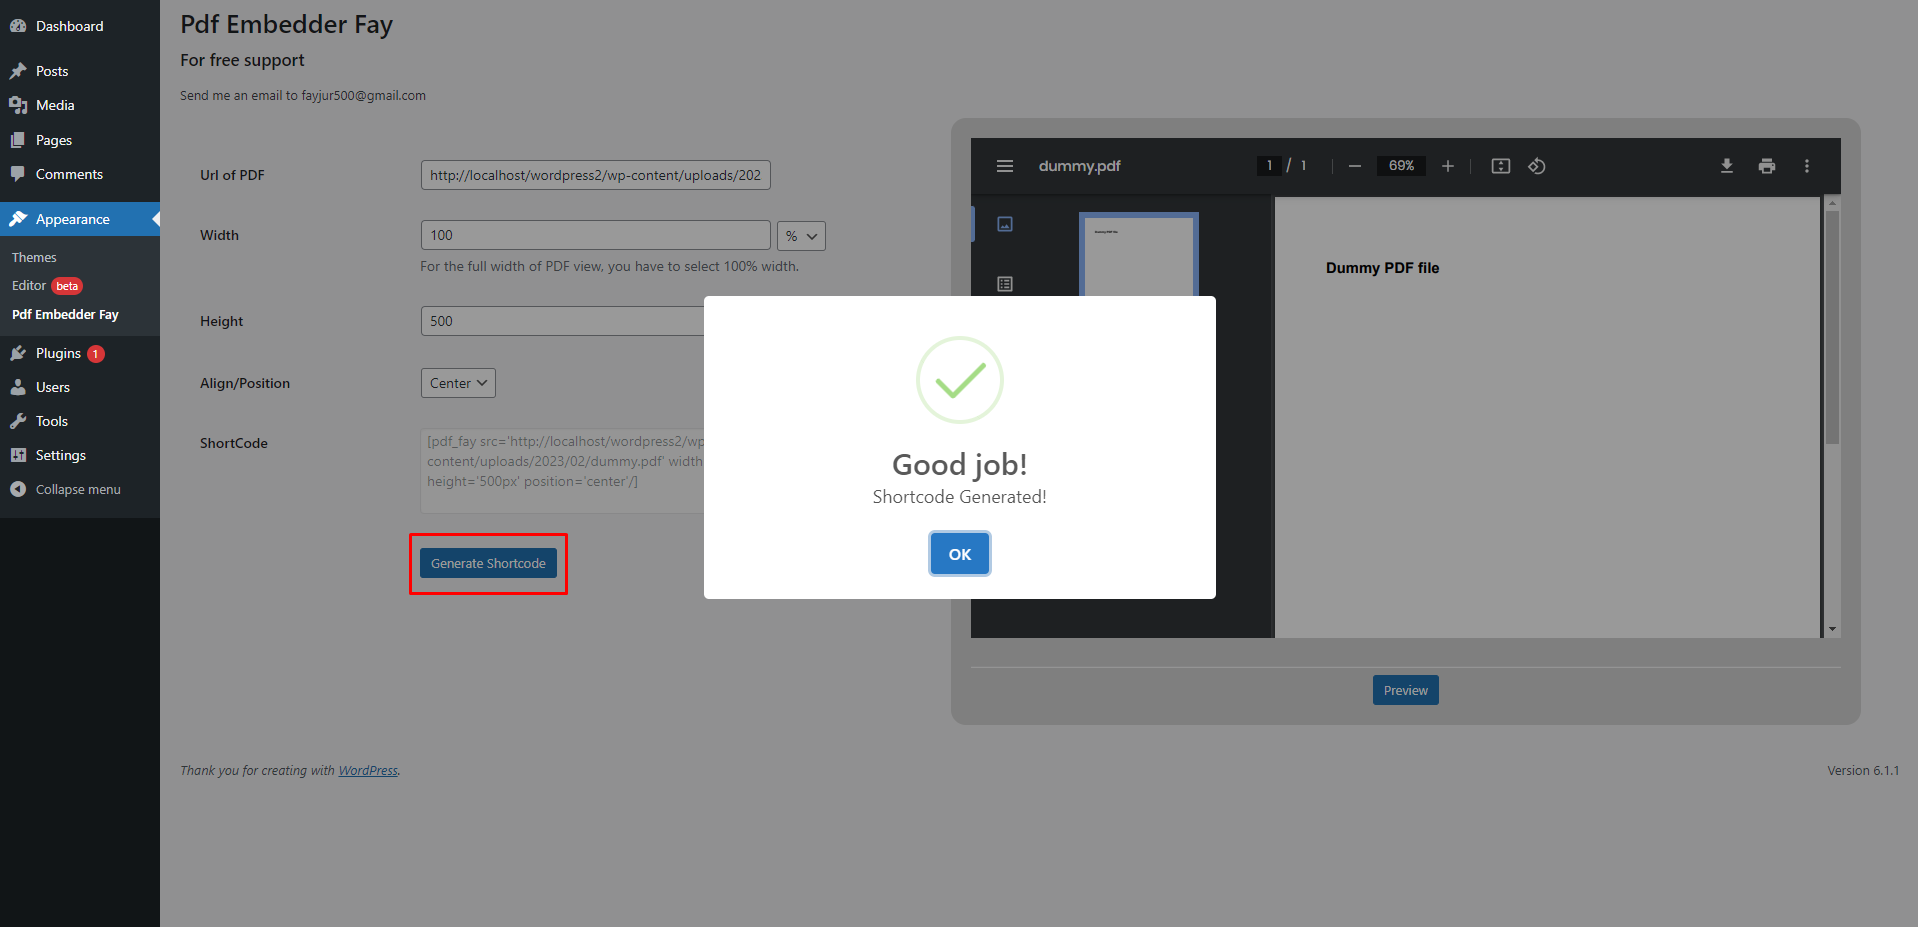 Dashboard
Posts
Media
Pages
Comments
Appearance
Themes
Editor beta
Pdf Embedder Fay
Plugins 1
Users
Tools
Settings
Collapse menu
Pdf Embedder Fay
For free support
Send me an email to fayjur500@gmail.com
Url of PDF
http://localhost/wordpress2/wp-content/uploads/202
Width
100
%
For the full width of PDF view, you have to select 100% width.
Height
500
Align/Position
Center
ShortCode
[pdf_fay src='http://localhost/wordpress2/wp
content/uploads/2023/02/dummy.pdf' width
height='500px' position='center'/]
Generate Shortcode
dummy.pdf
1 / 1
69%
Dummy PDF file
Dummy PDF file
Good job!
Shortcode Generated!
OK
Preview
Thank you for creating with WordPress.
Version 6.1.1